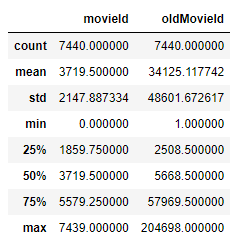 movieId oldMovieId
count 7440.000000 7440.000000
mean 3719.500000 34125.117742
std 2147.887334 48601.672617
min 0.000000 1.000000
25% 1859.750000 2508.500000
50% 3719.500000 5668.500000
75% 5579.250000 57969.500000
max 7439.000000 204698.000000